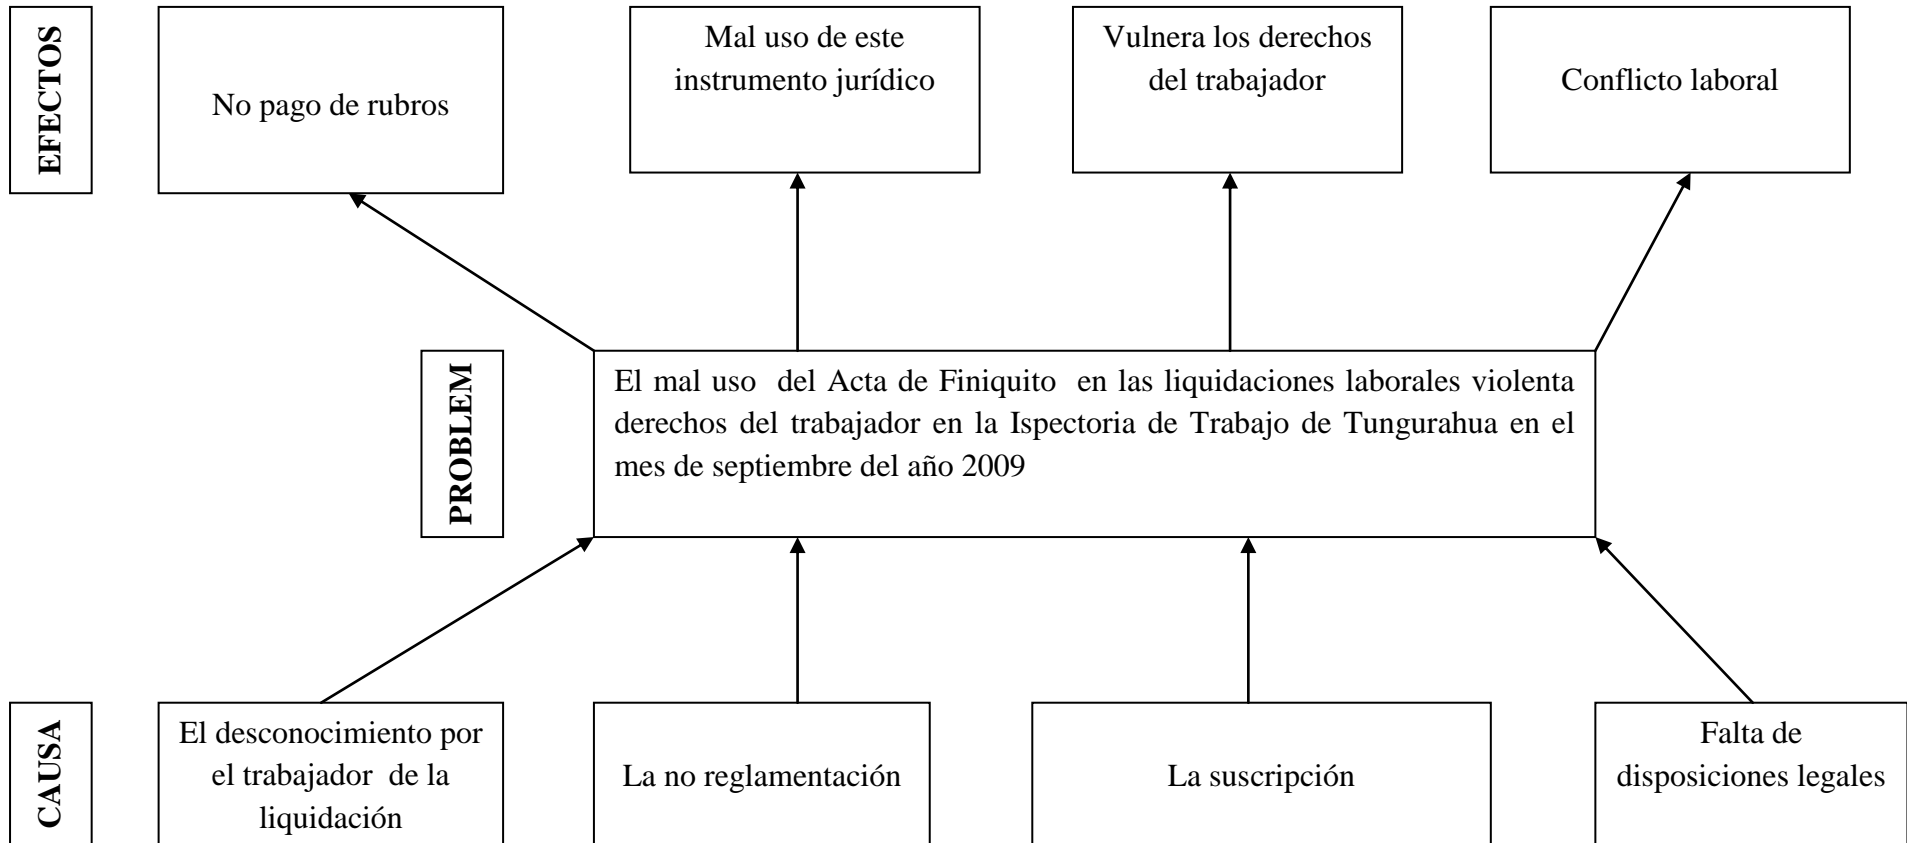 EFECTOS
No pago de rubros
Mal uso de este
instrumento jurídico
Vulnera los derechos
del trabajador
Conflicto laboral
PROBLEM
El mal uso del Acta de Finiquito en las liquidaciones laborales violenta
derechos del trabajador en la Ispectoria de Trabajo de Tungurahua en el
mes de septiembre del año 2009
CAUSA
El desconocimiento por
el trabajador de la
liquidación
La no reglamentación
La suscripción
Falta de
disposiciones legales